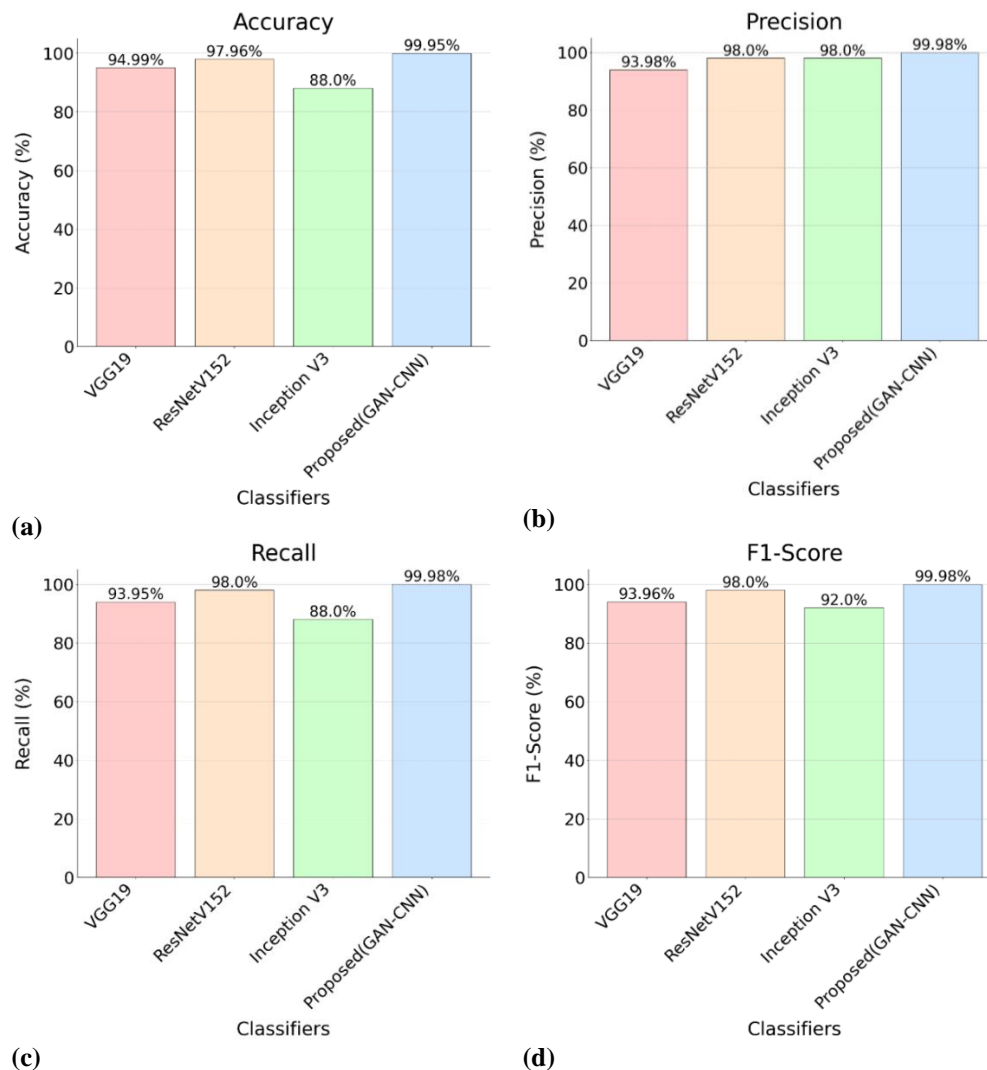 Accuracy
Accuracy (%)
100
80
60
40
20
0
94.99%
97.96%
88.0%
99.95%
VGG19
ResNetV152
Inception V3
Proposed(GAN-CNN)
Classifiers
(a)
Precision
Precision (%)
100
80
60
40
20
0
93.98%
98.0%
98.0%
99.98%
VGG19
ResNetV152
Inception V3
Proposed(GAN-CNN)
Classifiers
(b)
Recall
Recall (%)
100
80
60
40
20
0
93.95%
98.0%
88.0%
99.98%
VGG19
ResNetV152
Inception V3
Proposed(GAN-CNN)
Classifiers
(c)
F1-Score
F1-Score (%)
100
80
60
40
20
0
93.96%
98.0%
92.0%
99.98%
VGG19
ResNetV152
Inception V3
Proposed(GAN-CNN)
Classifiers
(d)